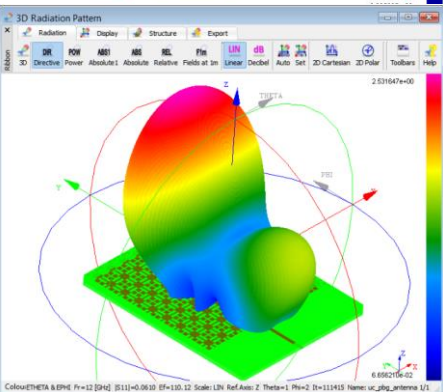 3D Radiation Pattern
Radiation Display Structure Export
Ribbon
DIR POW ABS1 ABS REL F1m LIN dB
3D Directive Power Absolute1 Absolute Relative Fields at 1m Linear Decibel Auto Set 2D Cartesian 2D Polar Toolbars Help
2.531647e+00
Z
THETA
PHI
Y
X
Z
X
6.656210e-02
Colour:ETHETA & EPHI Fr=12 [GHz] |S11|=0.0610 Ef=110.12 Scale: LIN Ref.Axis: Z Theta=1 Phi=2 It=111415 Name: uc_pbg_antenna 1/1